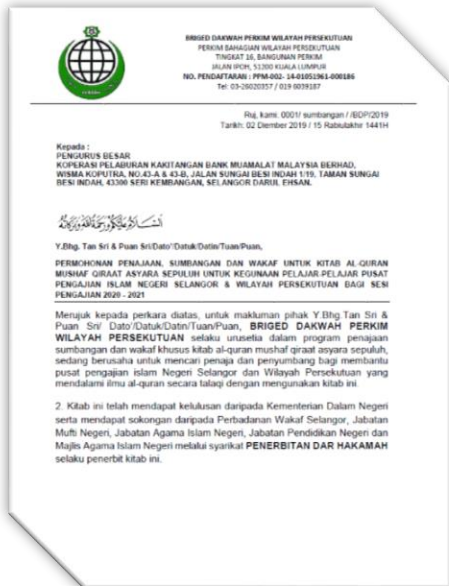 BRIGED DAKWAH PERKIM WILAYAH PERSEKUTUAN
PERKIM BAHAGIAN WILAYAH PERSEKUTUAN
TINGKAT 16, BANGUNAN PERKIM
JALAN IPOH, 51200 KUALA LUMPUR
NO. PENDAFTARAN : PPM-002- 14-01051961-000186
Tel: 03-26020357 / 019 6039187
Ruj, kami. 0001/ sumbangan / /BDP/2019
Tarikh: 02 Diember 2019 / 15 Rabiulakhir 1441H
Kepada :
PENGURUS BESAR
KOPERASI PELABURAN KAKITANGAN BANK MUAMALAT MALAYSIA BERHAD,
WISMA KOPUTRA, NO.43-A & 43-B, JALAN SUNGAI BESI INDAH 1/19, TAMAN SUNGAI
BESI INDAH, 43300 SERI KEMBANGAN, SELANGOR DARUL EHSAN.
Y.Bhg. Tan Sri & Puan Sri/Dato'/Datuk/Datin/Tuan/Puan,
PERMOHONAN PENAJAAN, SUMBANGAN DAN WAKAF UNTUK KITAB AL-QURAN
MUSHAF QIRAAT ASYARA SEPULUH UNTUK KEGUNAAN PELAJAR-PELAJAR PUSAT
PENGAJIAN ISLAM NEGERI SELANGOR & WILAYAH PERSEKUTUAN BAGI SESI
PENGAJIAN 2020 - 2021
Merujuk kepada perkara diatas, untuk makluman pihak Y.Bhg.Tan Sri &
Puan Sri/ Dato'/Datuk/Datin/Tuan/Puan, BRIGED DAKWAH PERKIM
WILAYAH PERSEKUTUAN selaku urusetia dalam program penajaan
sumbangan dan wakaf khusus kitab al-quran mushaf qiraat asyara sepuluh,
sedang berusaha untuk mencari penaja dan penyumbang bagi membantu
pusat pengajian islam Negeri Selangor dan Wilayah Persekutuan yang
mendalami ilmu al-quran secara talaqi dengan mengunakan kitab ini.
2. Kitab ini telah mendapat kelulusan daripada Kementerian Dalam Negeri
serta mendapat sokongan daripada Perbadanan Wakaf Selangor, Jabatan
Mufti Negeri, Jabatan Agama Islam Negeri, Jabatan Pendidikan Negeri dan
Majlis Agama Islam Negeri melalui syarikat PENERBITAN DAR HAKAMAH
selaku penerbit kitab ini.